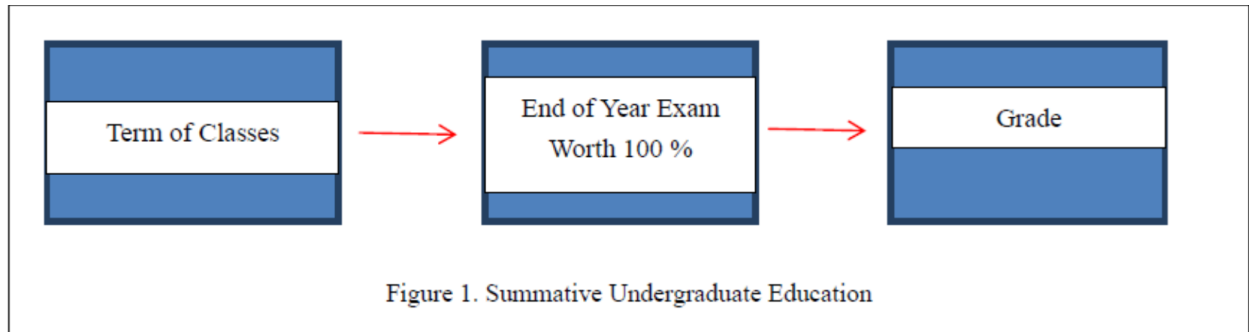 Term of Classes
End of Year Exam
Worth 100 %
Grade
Figure 1. Summative Undergraduate Education